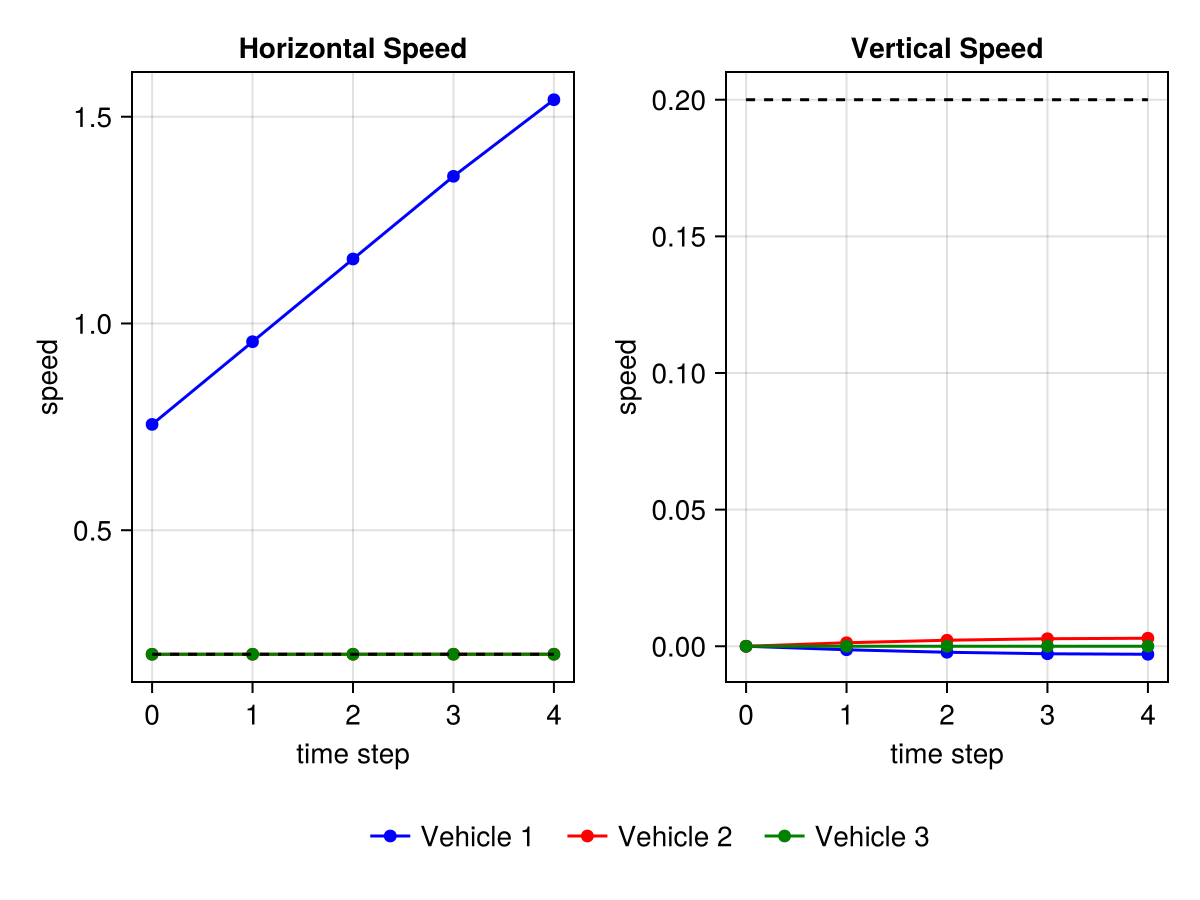 Horizontal Speed
1.5
1.0
0.5
speed
0 1 2 3 4
time step
Vertical Speed
0.20
0.15
0.10
0.05
0.00
speed
0 1 2 3 4
time step
Vehicle 1 Vehicle 2 Vehicle 3